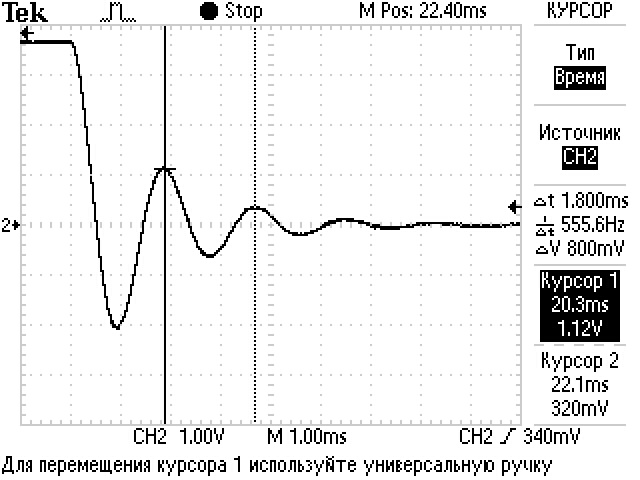 Tek Stop M Pos: 22.40ms КУРСОР
Тип
Время
Источник
CH2
△t 1.800ms
1/△t 555.6Hz
△V 800mV
2
Курсор 1
20.3ms
1.12V
Курсор 2
22.1ms
320mV
CH2 1.00V M 1.00ms CH2 340mV
Для перемещения курсора 1 используйте универсальную ручку